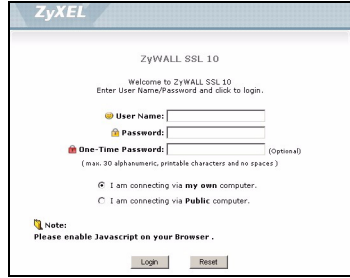 ZyXEL
ZyWALL SSL 10
Welcome to ZyWALL SSL 10
Enter User Name/Password and click to login.
User Name:
Password:
One-Time Password: (Optional)
( max. 30 alphanumeric, printable characters and no spaces )
I am connecting via my own computer.
I am connecting via Public computer.
Note:
Please enable Javascript on your Browser .
Login Reset